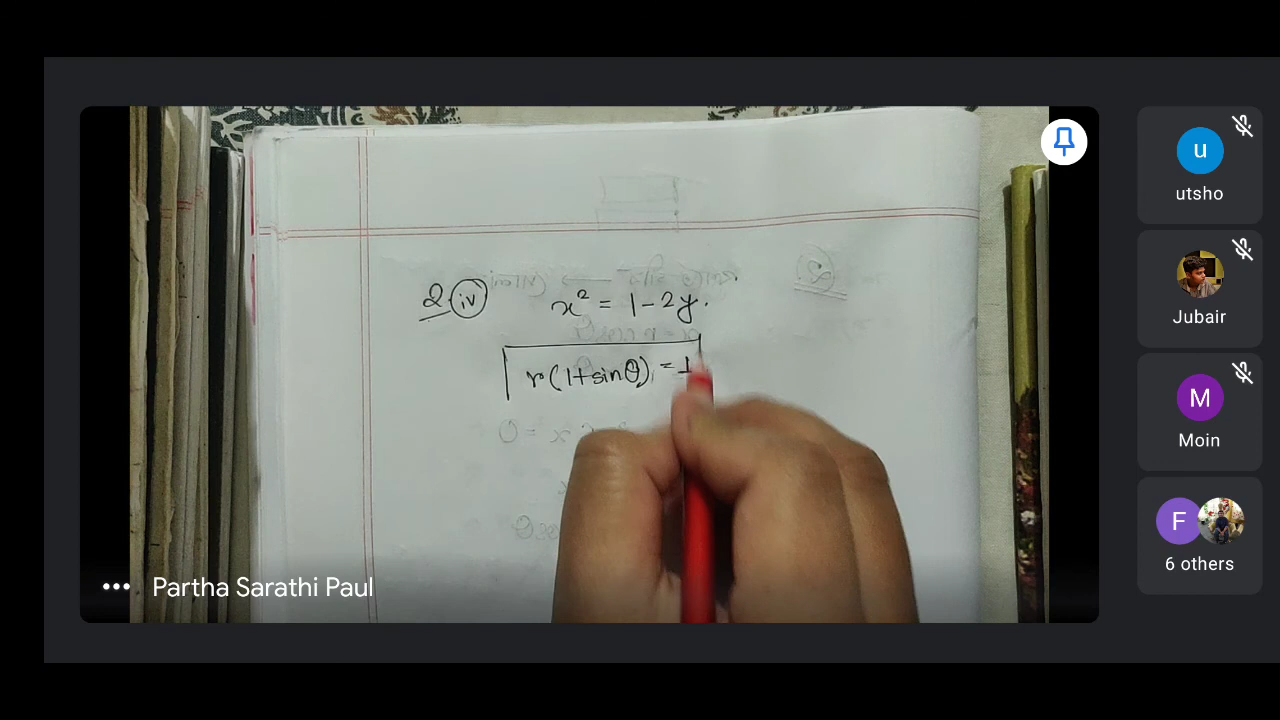 2. iv x² = 1 - 2y.
r(1+sinθ) = 1
Partha Sarathi Paul
u
utsho
Jubair
M
Moin
F
6 others